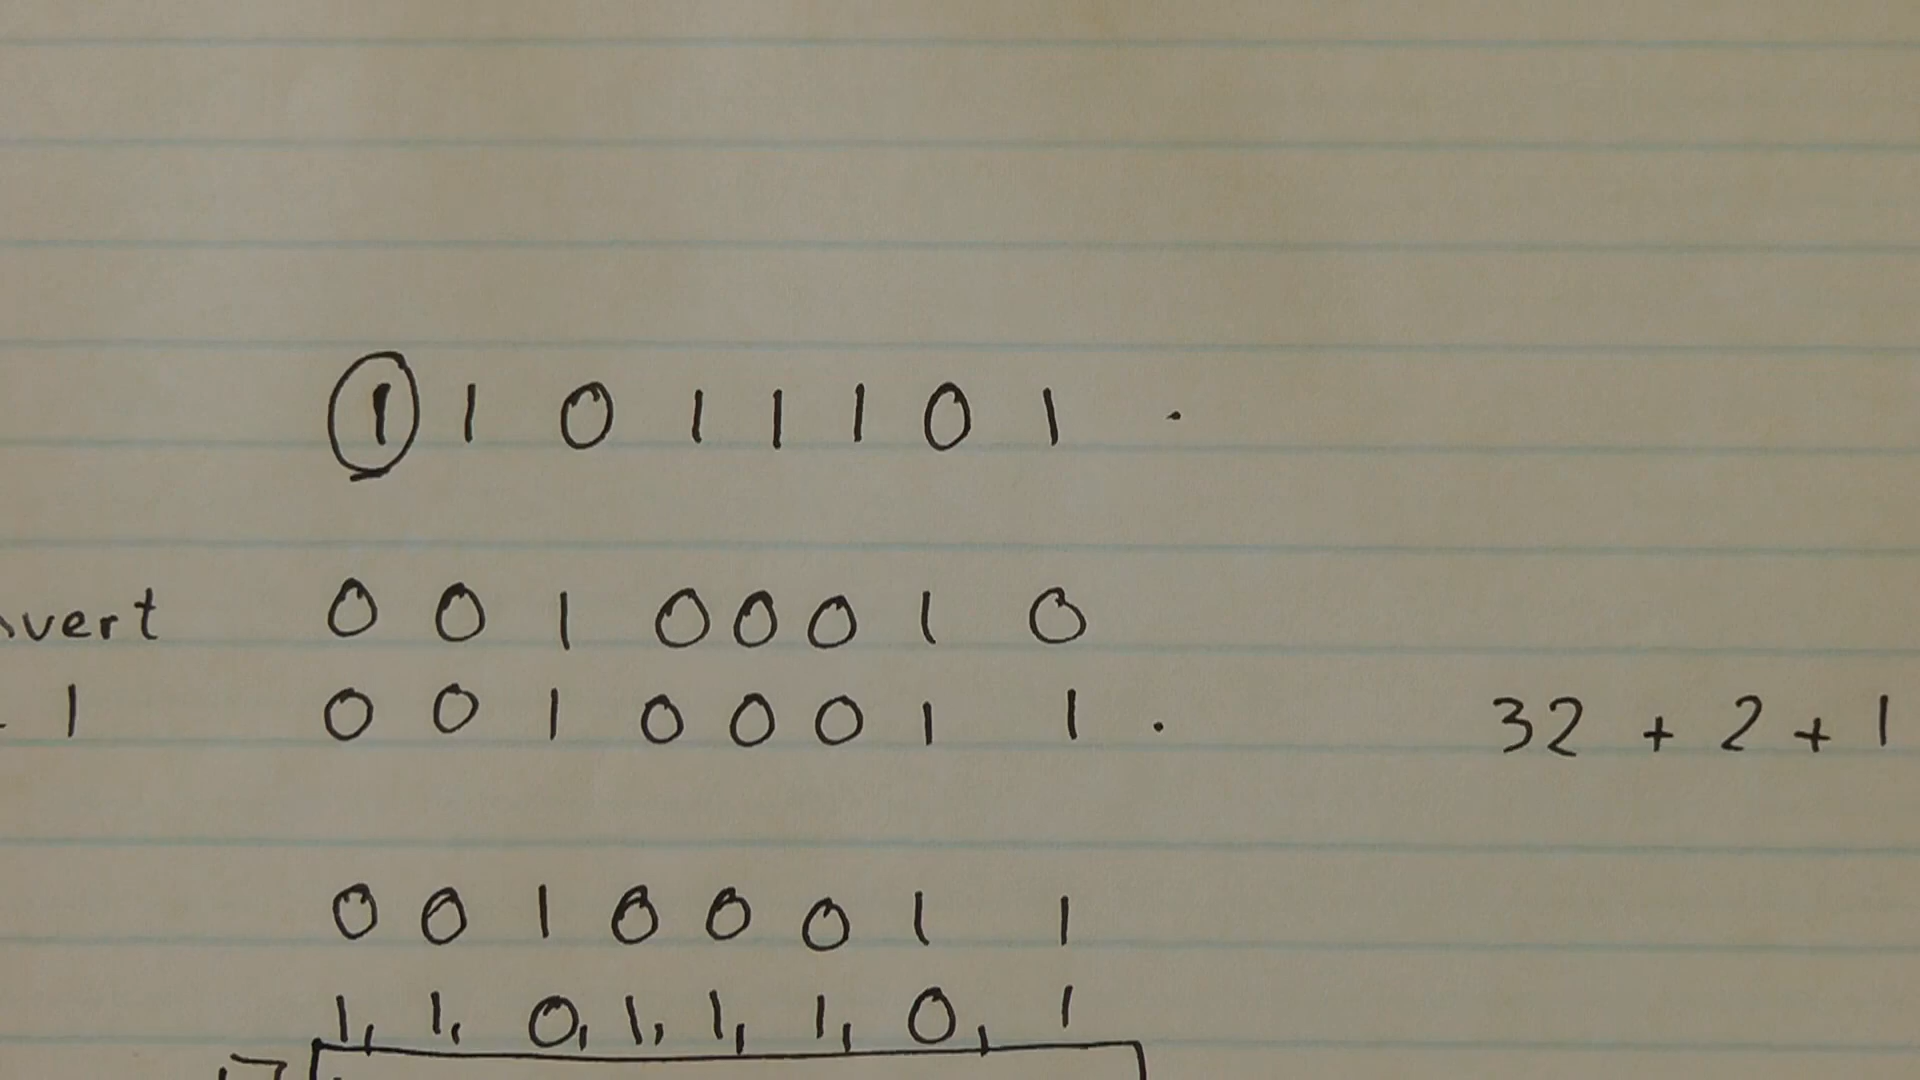 1 1 0 1 1 1 0 1 .
0 0 1 0 0 0 1 0
1 0 0 1 0 0 0 1 1 . 32 + 2 + 1
0 0 1 0 0 0 1 1
1, 1, 0, 1, 1, 1, 0, 1